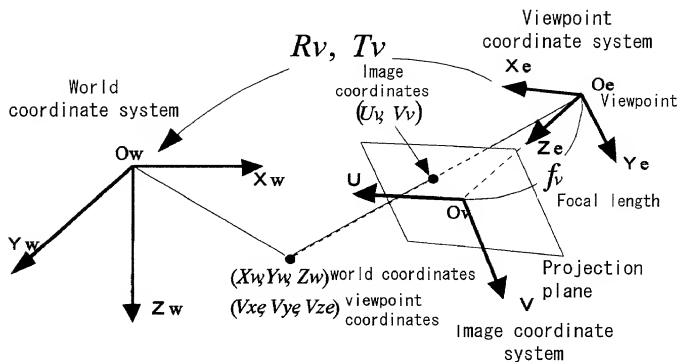 Rv, Tv
Viewpoint
coordinate system
World
coordinate system
Image
coordinates
(Uv, Vv)
Xe
Oe
Viewpoint
Ze
Ye
Ow
Xw
Yw
Zw
U
Ov
fv
Focal length
V
(Xw, Yw, Zw) world coordinates
(Vxe, Vye, Vze) viewpoint
coordinates
Projection
plane
Image coordinate
system